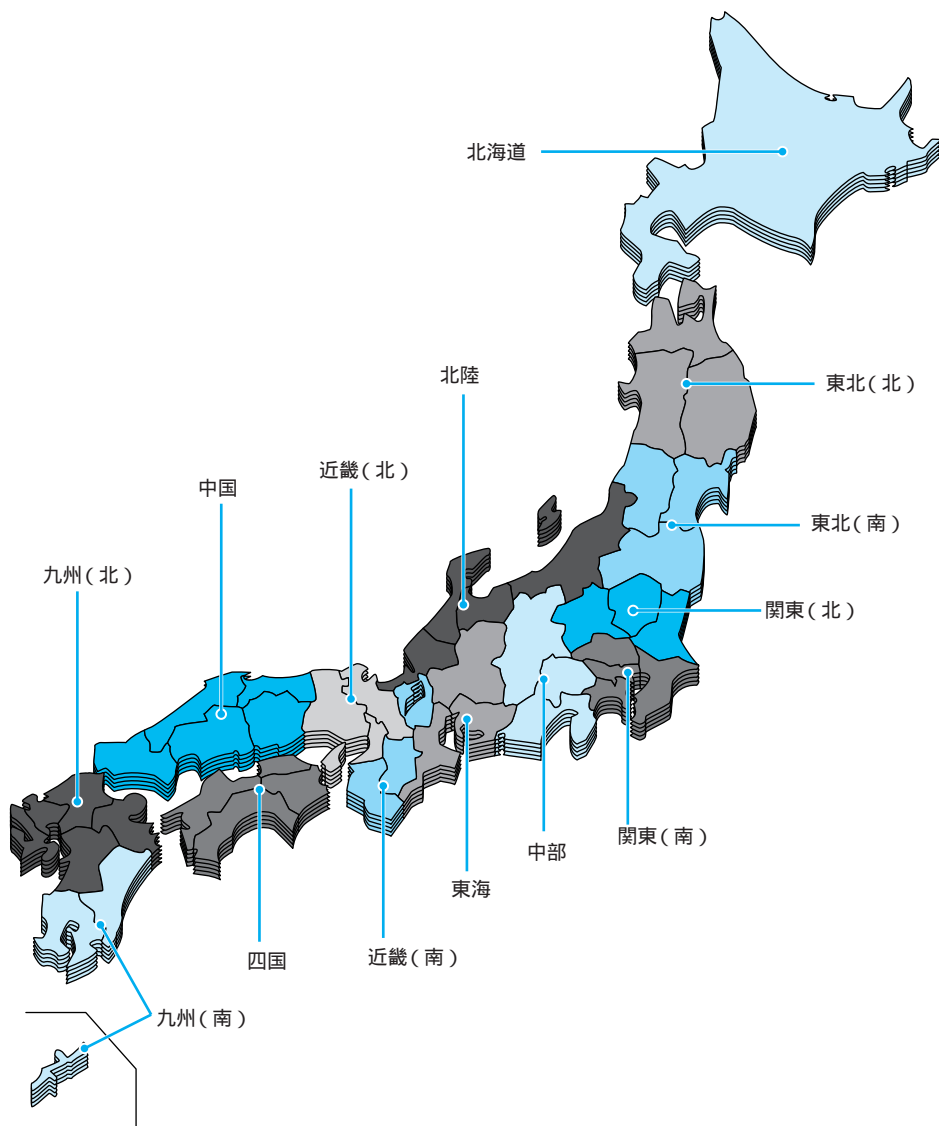 北海道
北陸
東北(北)
近畿(北)
中国
東北(南)
九州(北)
関東(北)
関東(南)
中部
東海
近畿(南)
四国
九州(南)